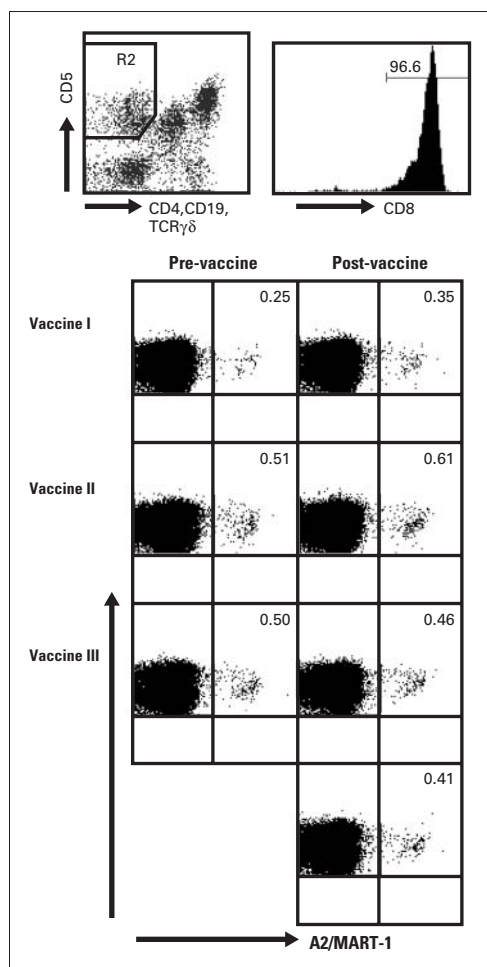 R2
CD5
CD4,CD19,
TCRγδ
96.6
CD8
Pre-vaccine
Post-vaccine
Vaccine I
0.25
0.35
Vaccine II
0.51
0.61
Vaccine III
0.50
0.46
0.41
A2/MART-1